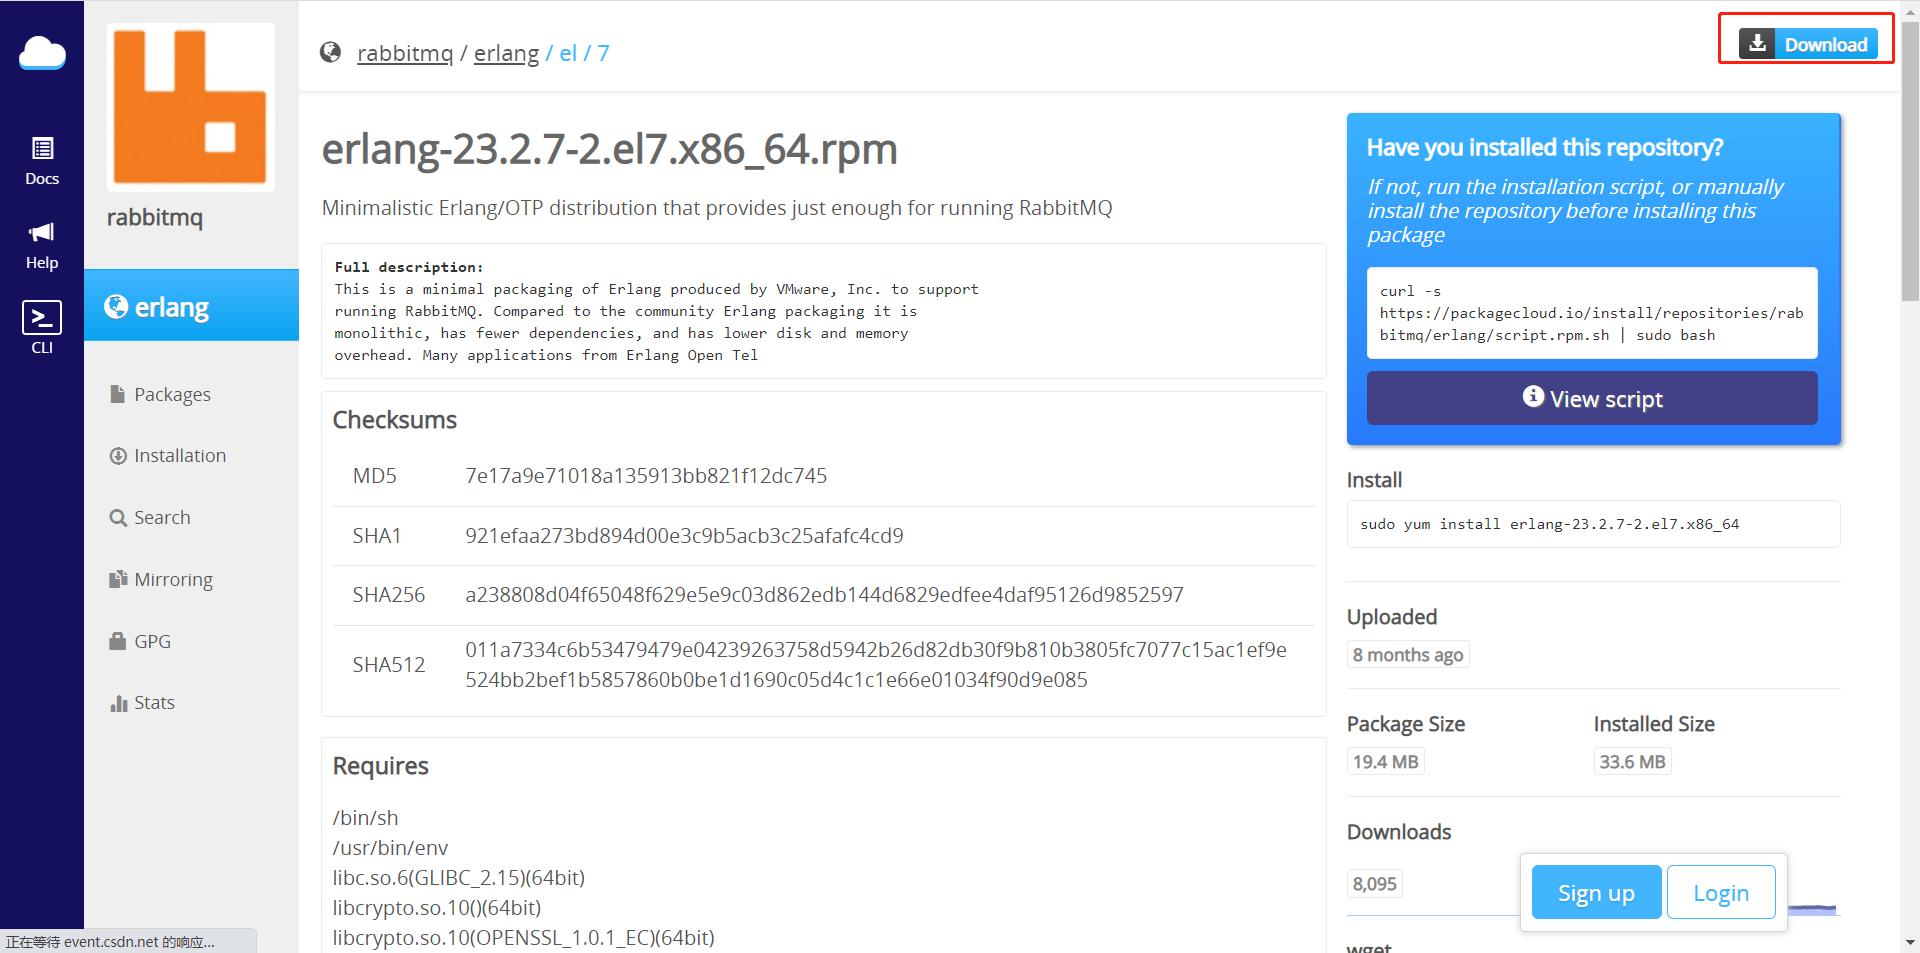 Docs
Help
CLI
rabbitmq
erlang
Packages
Installation
Search
Mirroring
GPG
Stats
rabbitmq / erlang / el / 7
Download
erlang-23.2.7-2.el7.x86_64.rpm
Minimalistic Erlang/OTP distribution that provides just enough for running RabbitMQ
Full description:
This is a minimal packaging of Erlang produced by VMware, Inc. to support
running RabbitMQ. Compared to the community Erlang packaging it is
monolithic, has fewer dependencies, and has lower disk and memory
overhead. Many applications from Erlang Open Tel
Checksums
MD5 7e17a9e71018a135913bb821f12dc745
SHA1 921efaa273bd894d00e3c9b5acb3c25afafc4cd9
SHA256 a238808d04f65048f629e5e9c03d862edb144d6829edfee4daf95126d9852597
SHA512 011a7334c6b53479479e04239263758d5942b26d82db30f9b810b3805fc7077c15ac1ef9e
524bb2bef1b5857860b0be1d1690c05d4c1c1e66e01034f90d9e085
Requires
/bin/sh
/usr/bin/env
libc.so.6(GLIBC_2.15)(64bit)
libcrypto.so.10()(64bit)
libcrypto.so.10(OPENSSL_1.0.1_EC)(64bit)
Have you installed this repository?
If not, run the installation script, or manually
install the repository before installing this
package
curl -s
https://packagecloud.io/install/repositories/rab
bitmq/erlang/script.rpm.sh | sudo bash
View script
Install
sudo yum install erlang-23.2.7-2.el7.x86_64
Uploaded
8 months ago
Package Size Installed Size
19.4 MB 33.6 MB
Downloads
8,095
Sign up Login
wget
正在等待 event.csdn.net 的响应...